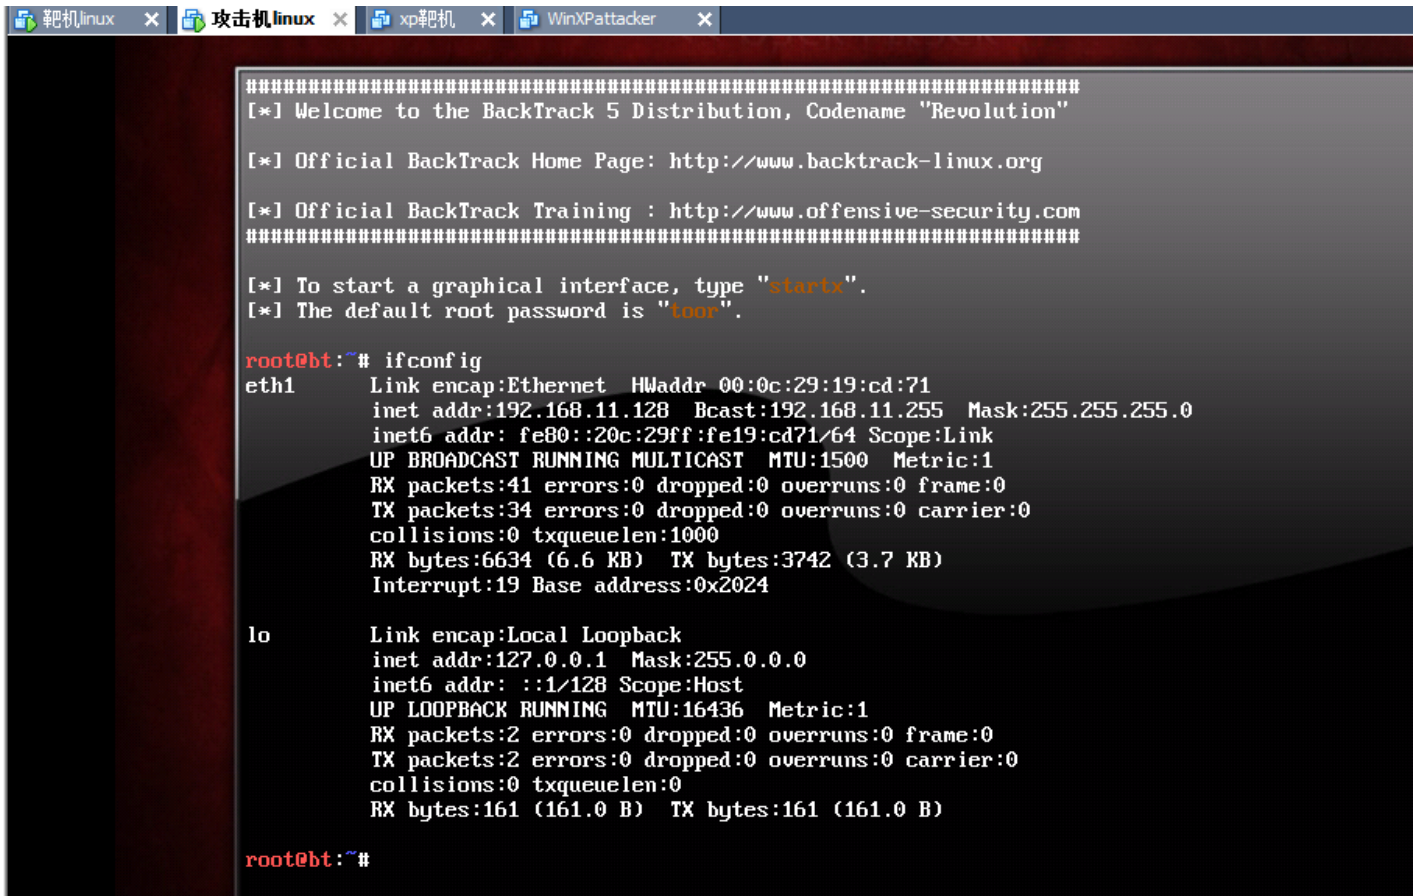 靶机linux 攻击机linux xp靶机 WinXPattacker
####################################################################
[*] Welcome to the BackTrack 5 Distribution, Codename "Revolution"
[*] Official BackTrack Home Page: http://www.backtrack-linux.org
[*] Official BackTrack Training : http://www.offensive-security.com
####################################################################
[*] To start a graphical interface, type "startx".
[*] The default root password is "toor".
root@bt:~# ifconfig
eth1 Link encap:Ethernet HWaddr 00:0c:29:19:cd:71
inet addr:192.168.11.128 Bcast:192.168.11.255 Mask:255.255.255.0
inet6 addr: fe80::20c:29ff:fe19:cd71/64 Scope:Link
UP BROADCAST RUNNING MULTICAST MTU:1500 Metric:1
RX packets:41 errors:0 dropped:0 overruns:0 frame:0
TX packets:34 errors:0 dropped:0 overruns:0 carrier:0
collisions:0 txqueuelen:1000
RX bytes:6634 (6.6 KB) TX bytes:3742 (3.7 KB)
Interrupt:19 Base address:0x2024
lo Link encap:Local Loopback
inet addr:127.0.0.1 Mask:255.0.0.0
inet6 addr: ::1/128 Scope:Host
UP LOOPBACK RUNNING MTU:16436 Metric:1
RX packets:2 errors:0 dropped:0 overruns:0 frame:0
TX packets:2 errors:0 dropped:0 overruns:0 carrier:0
collisions:0 txqueuelen:0
RX bytes:161 (161.0 B) TX bytes:161 (161.0 B)
root@bt:~#